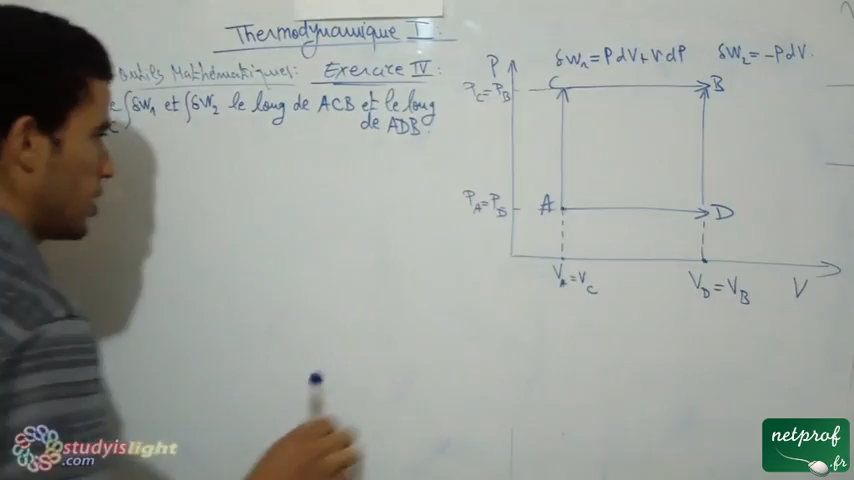 Thermodynamique I.
outils Mathématiques: Exercice IV:
∫δW₁ et ∫δW₂ le long de ACB et le long
de ADB.
δW₁ = PdV + VdP δW₂ = -PdV.
P
C B
P_C = P_B
P_A = P_D A D
V_A = V_C V_D = V_B V
studyislight
.com
netprof
.fr